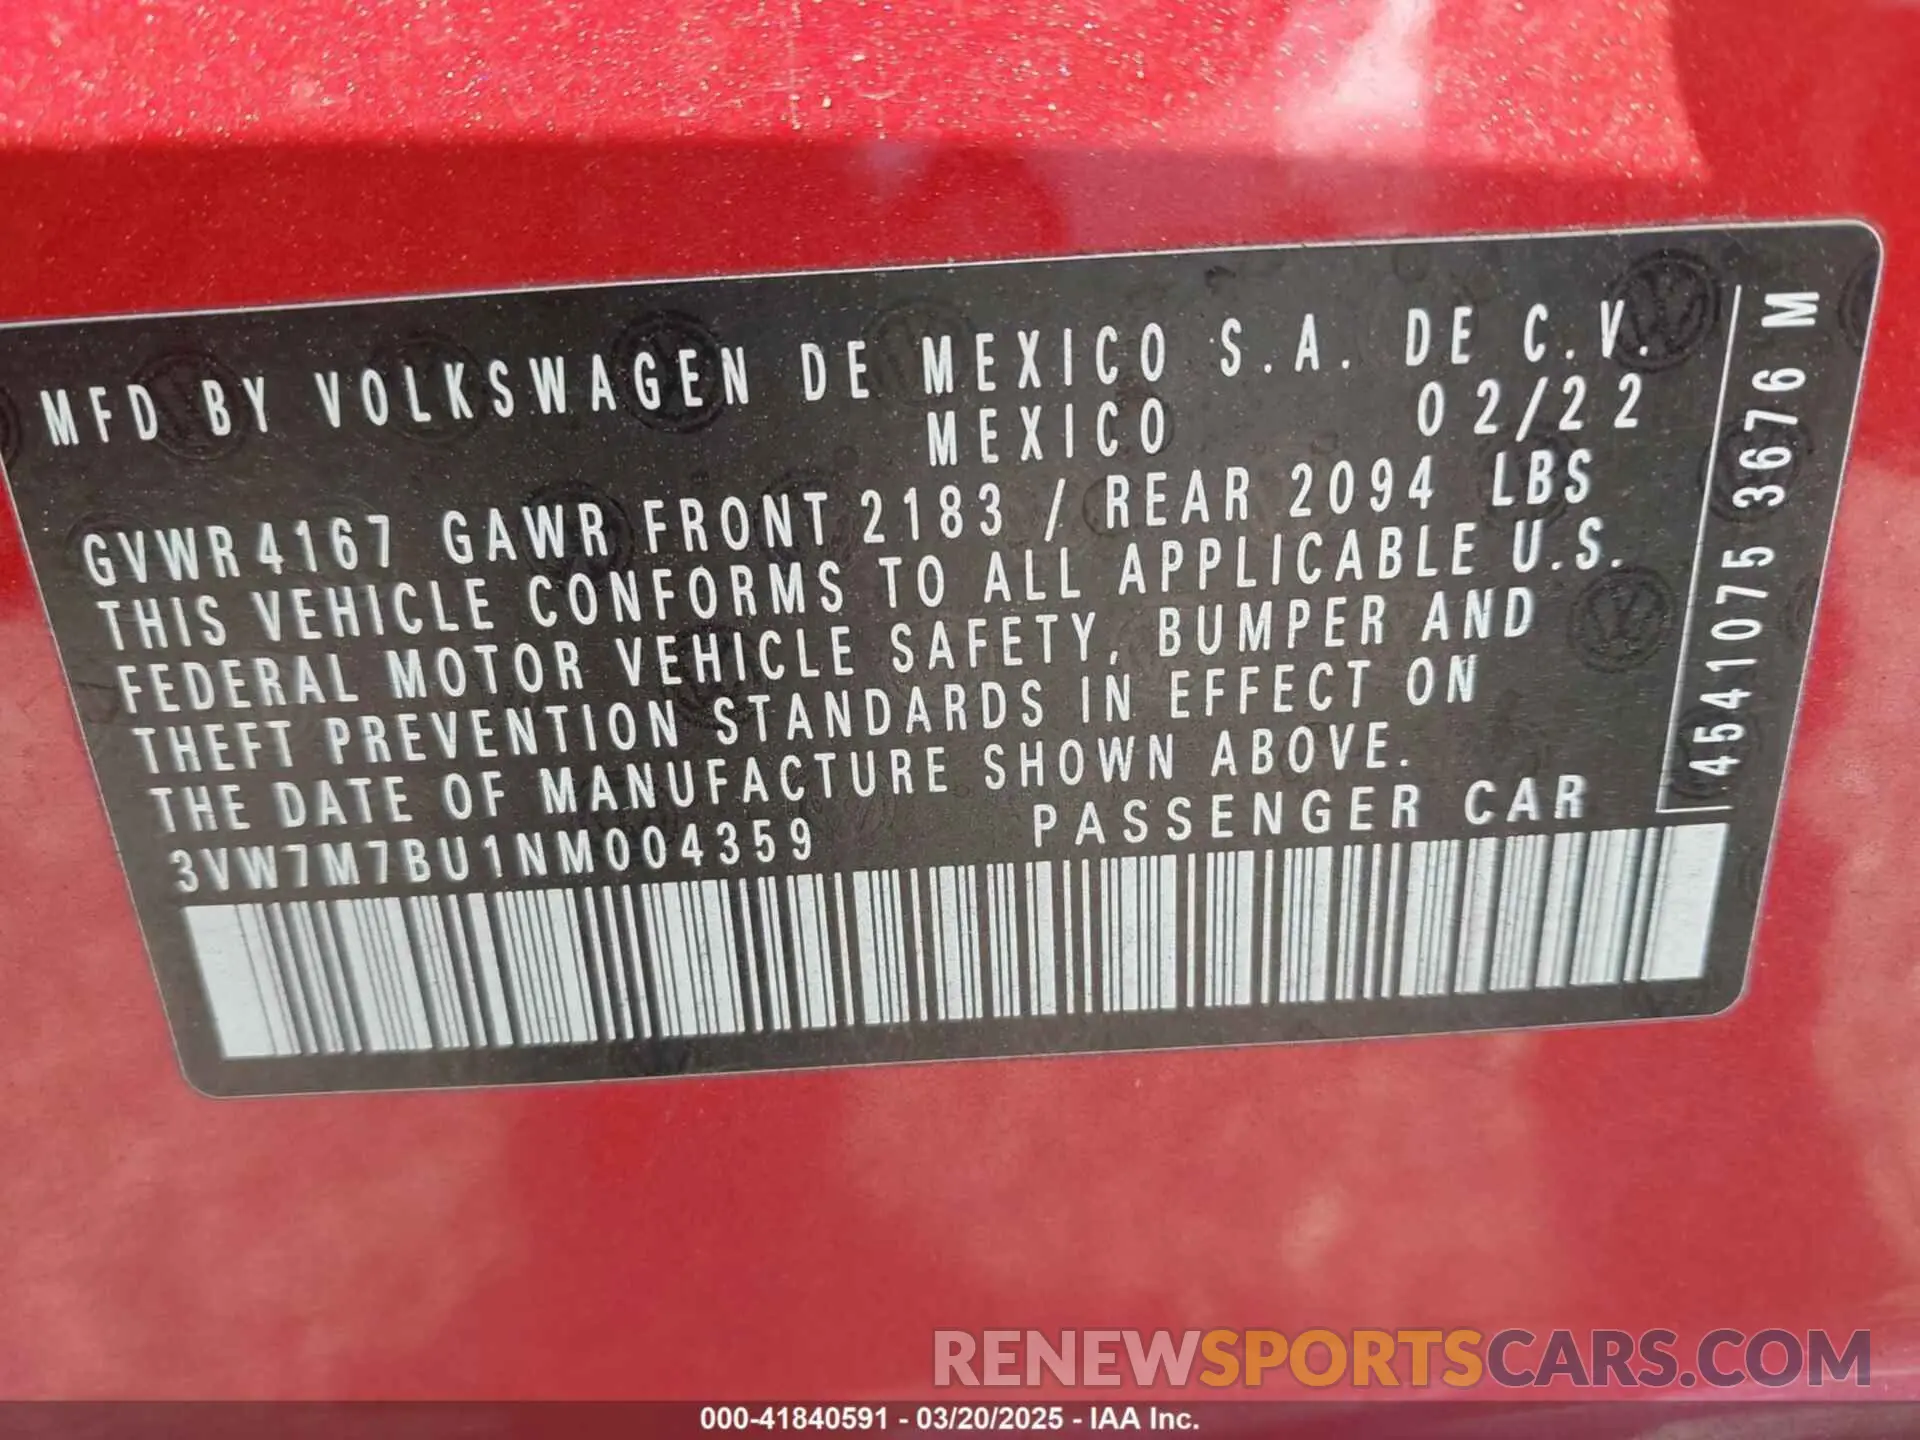 MFD BY VOLKSWAGEN DE MEXICO S.A. DE C.V.
MEXICO 02/22
GVWR 4167 GAWR FRONT 2183 / REAR 2094 LBS
THIS VEHICLE CONFORMS TO ALL APPLICABLE U.S.
FEDERAL MOTOR VEHICLE SAFETY, BUMPER AND
THEFT PREVENTION STANDARDS IN EFFECT ON
THE DATE OF MANUFACTURE SHOWN ABOVE.
3VW7M7BU1NM004359 PASSENGER CAR
4541075 3676 M
RENEWSPORTSCARS.COM
000-41840591 - 03/20/2025 - IAA Inc.